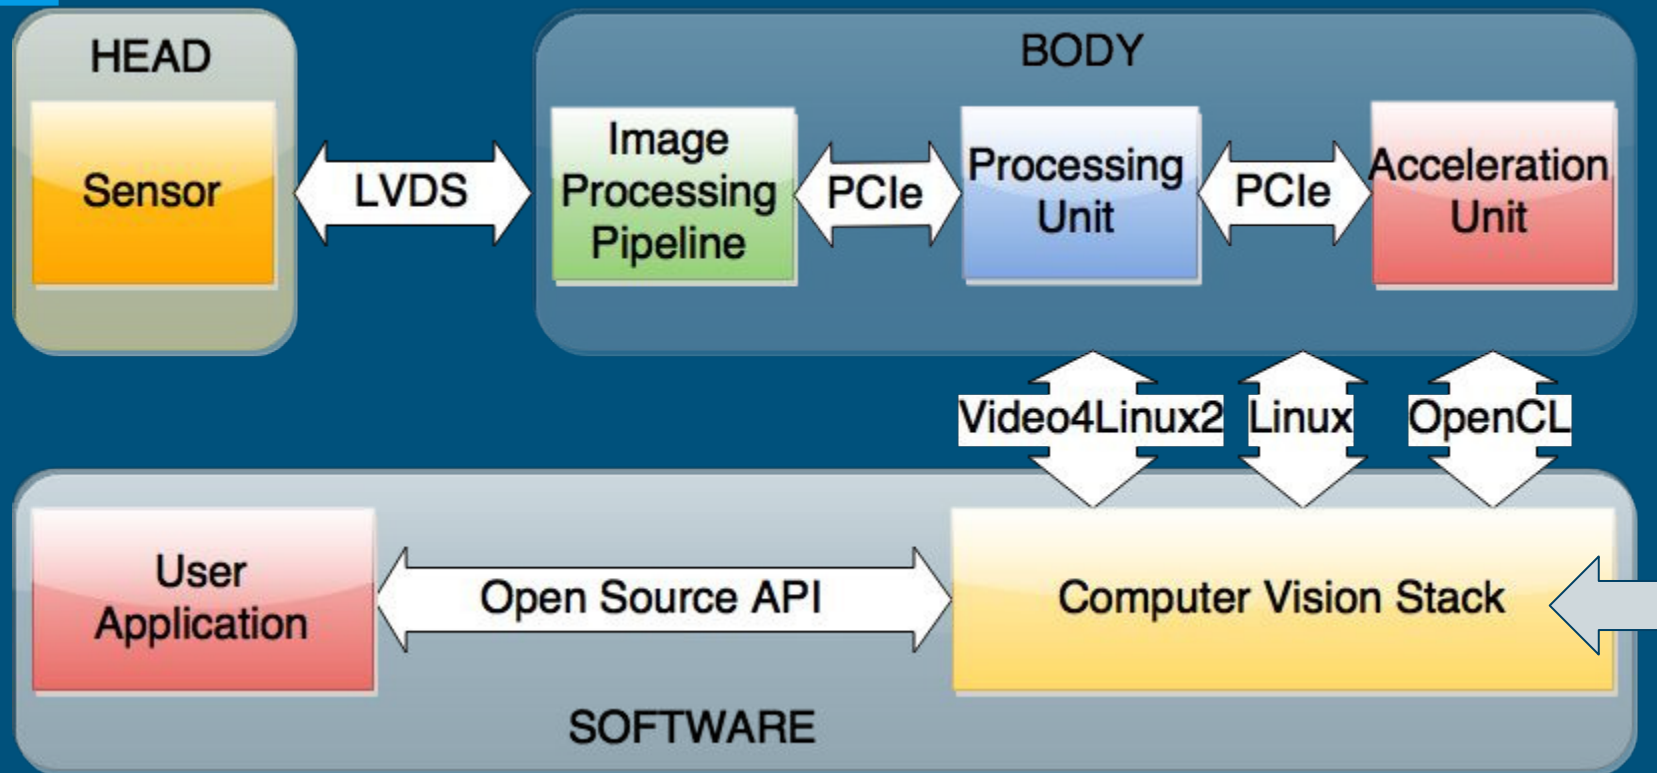 HEAD
Sensor
LVDS
BODY
Image
Processing
Pipeline
PCIe
Processing
Unit
PCIe
Acceleration
Unit
Video4Linux2
Linux
OpenCL
User
Application
Open Source API
Computer Vision Stack
SOFTWARE